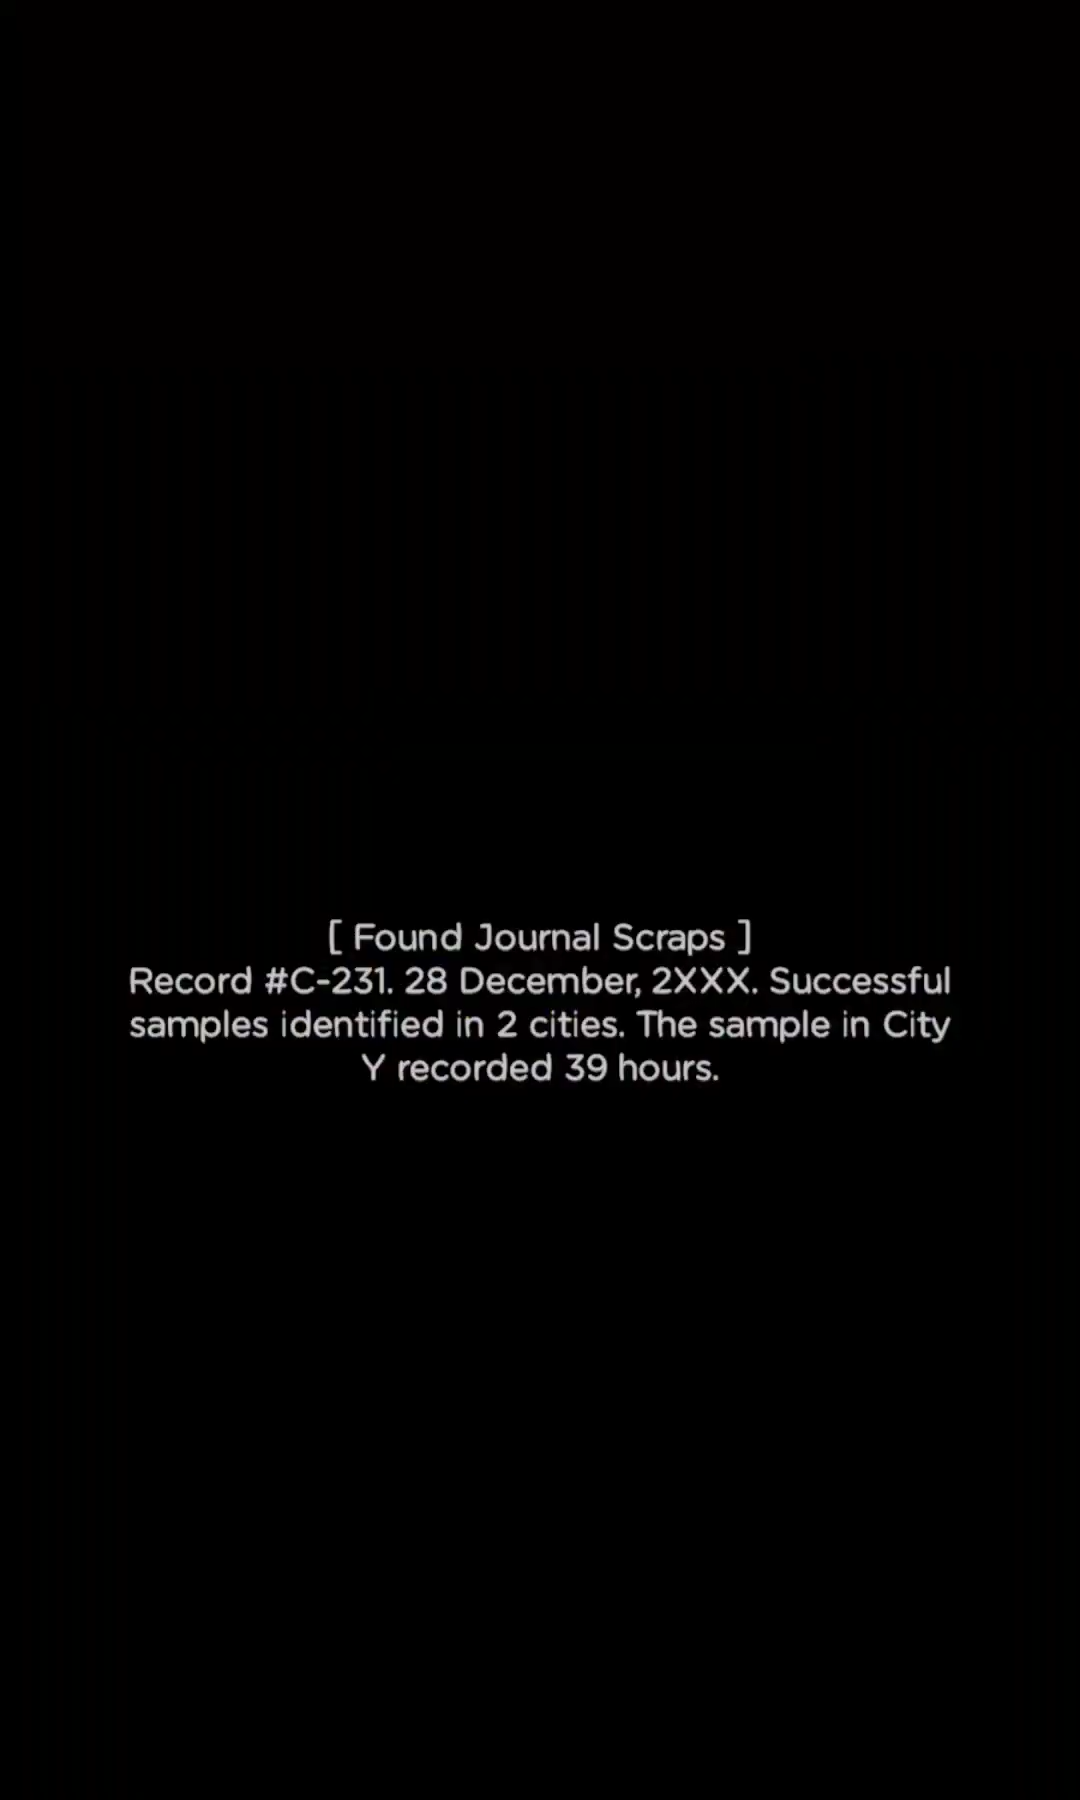 [ Found Journal Scraps ]
Record #C-231. 28 December, 2XXX. Successful
samples identified in 2 cities. The sample in City
Y recorded 39 hours.